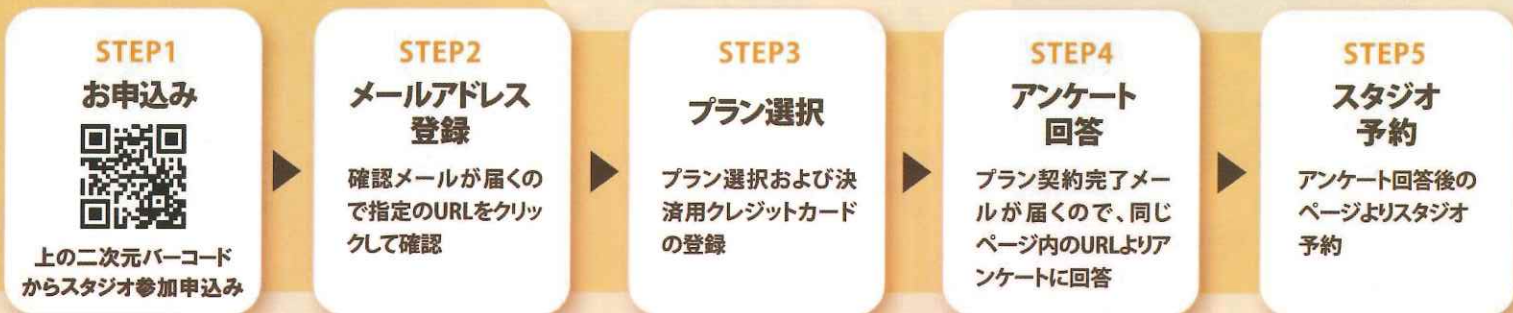 STEP1
お申込み
上の二次元バーコード
からスタジオ参加申込み
STEP2
メールアドレス
登録
確認メールが届くの
で指定のURLをクリッ
クして確認
STEP3
プラン選択
プラン選択および決
済用クレジットカード
の登録
STEP4
アンケート
回答
プラン契約完了メー
ルが届くので、同じ
ページ内のURLよりア
ンケートに回答
STEP5
スタジオ
予約
アンケート回答後の
ページよりスタジオ
予約